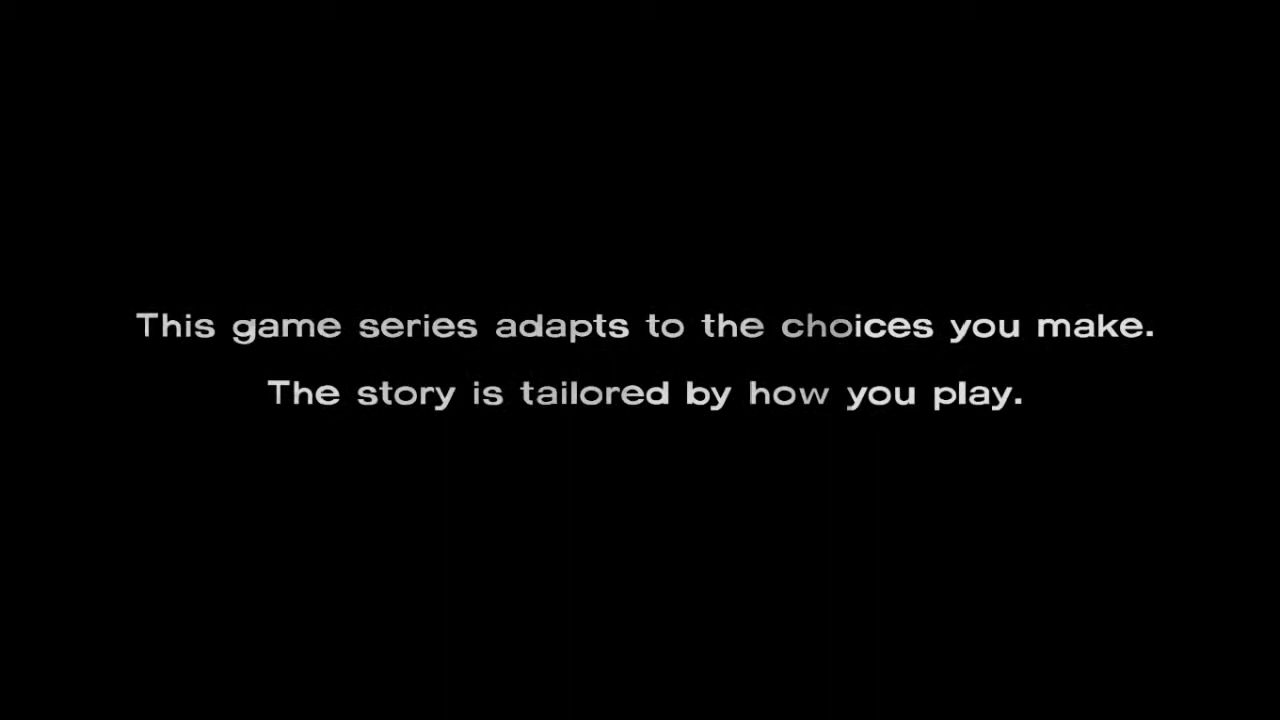 This game series adapts to the choices you make.
The story is tailored by how you play.